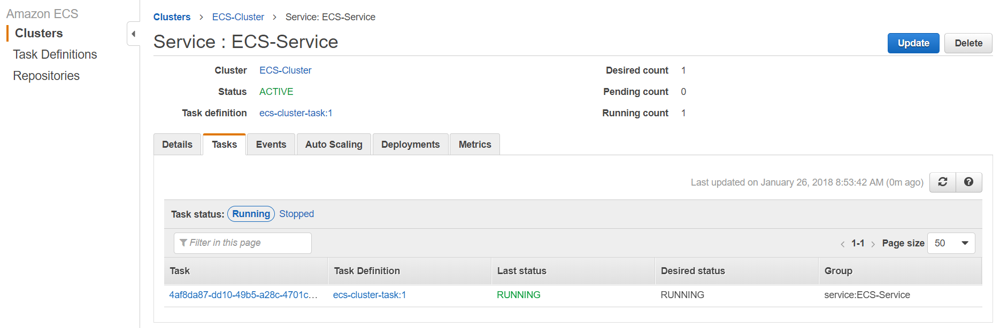 Amazon ECS
Clusters
Task Definitions
Repositories
Clusters > ECS-Cluster > Service: ECS-Service
Service : ECS-Service
Update Delete
Cluster ECS-Cluster
Status ACTIVE
Task definition ecs-cluster-task:1
Desired count 1
Pending count 0
Running count 1
Details Tasks Events Auto Scaling Deployments Metrics
Last updated on January 26, 2018 8:53:42 AM (0m ago)
Task status: Running Stopped
Filter in this page
< 1-1 > Page size 50
Task Task Definition Last status Desired status Group
4af8da87-dd10-49b5-a28c-4701c... ecs-cluster-task:1 RUNNING RUNNING service:ECS-Service